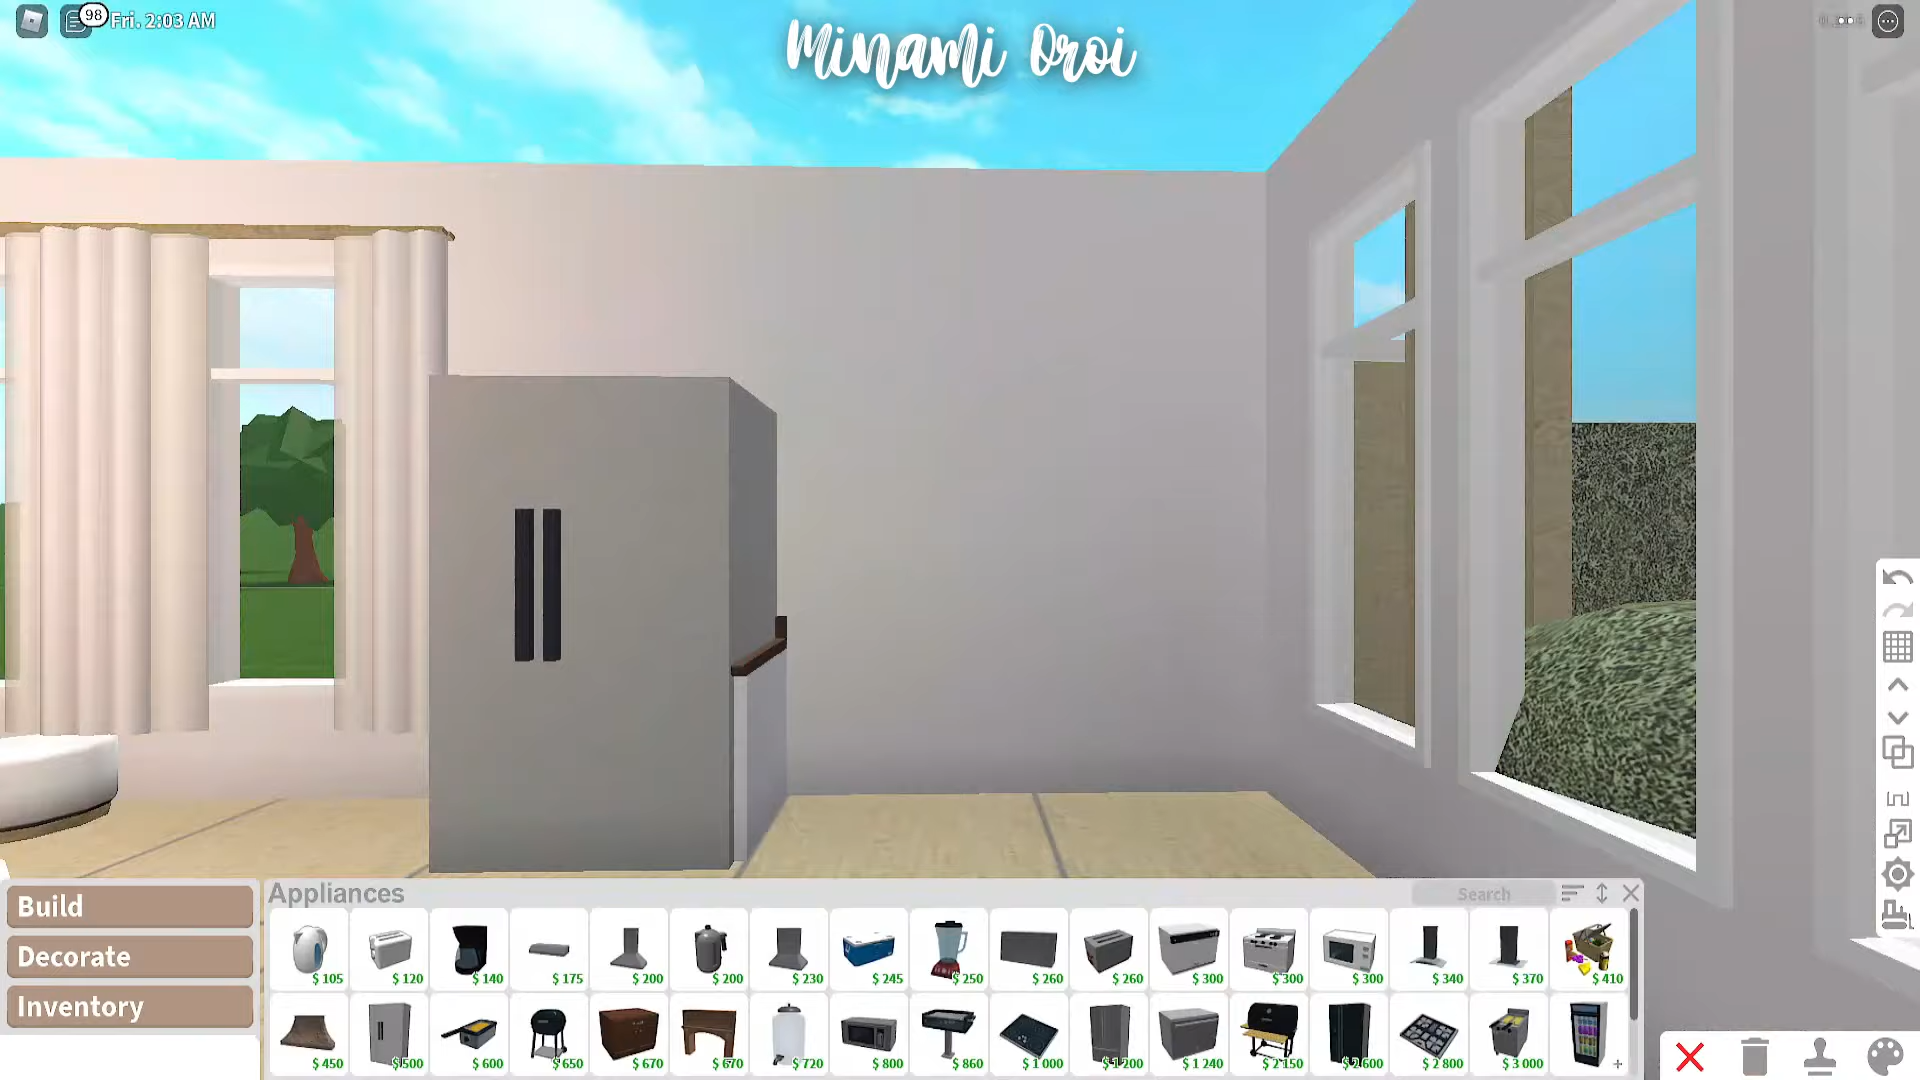 98
Fri. 2:03 AM
Minami Oroi
Build
Decorate
Inventory
Appliances
Search
$ 105
$ 120
$ 140
$ 175
$ 200
$ 200
$ 230
$ 245
$ 250
$ 260
$ 260
$ 300
$ 300
$ 300
$ 340
$ 370
$ 410
$ 450
$ 500
$ 600
$ 650
$ 670
$ 670
$ 720
$ 800
$ 860
$ 1 000
$ 1 200
$ 1 240
$ 2 150
$ 2 600
$ 2 800
$ 3 000
+